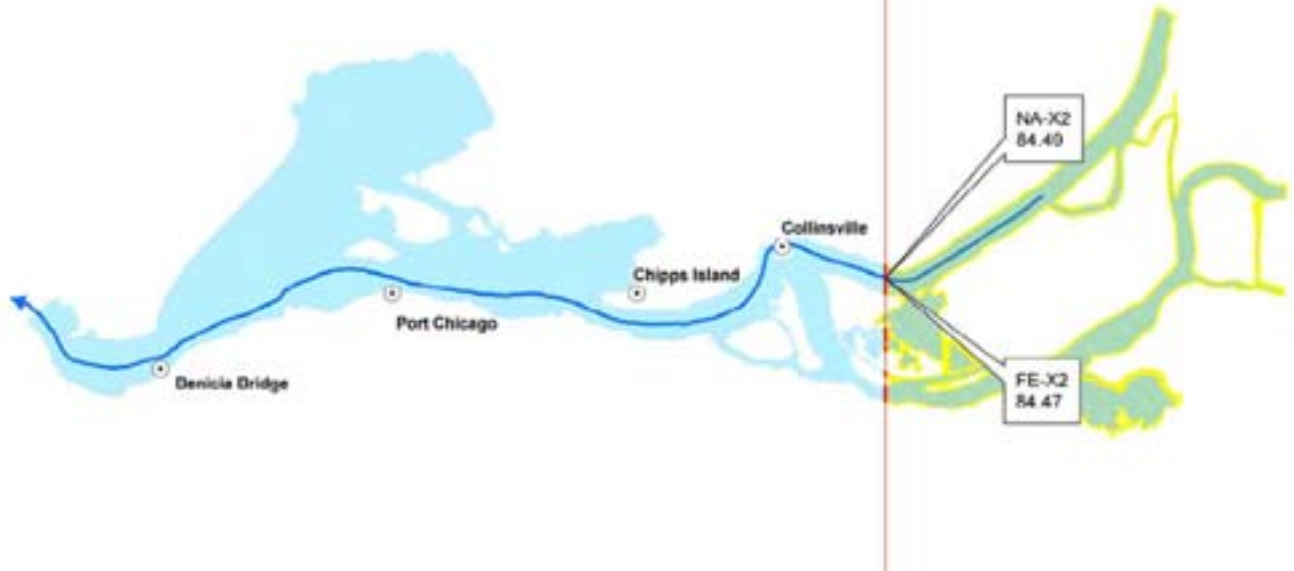 NA-X2
84.49
Collinsville
Chipps Island
Port Chicago
Benicia Bridge
FE-X2
84.47